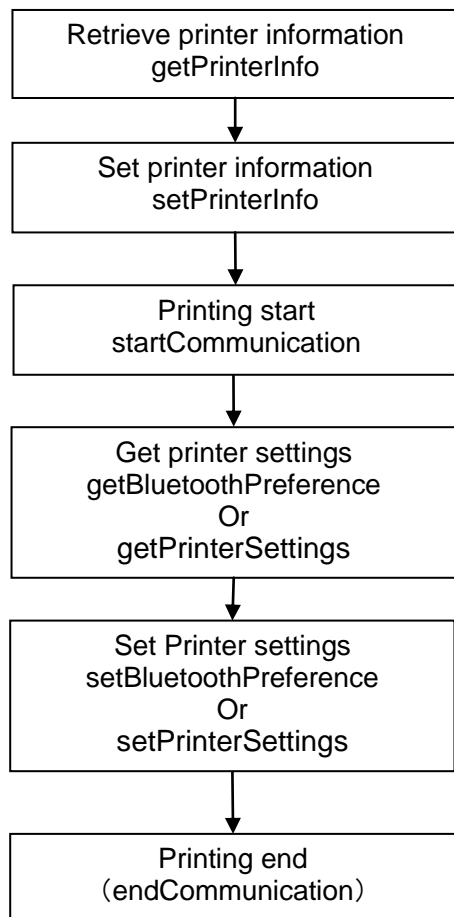 Retrieve printer information
getPrinterInfo
Set printer information
setPrinterInfo
Printing start
startCommunication
Get printer settings
getBluetoothPreference
Or
getPrinterSettings
Set Printer settings
setBluetoothPreference
Or
setPrinterSettings
Printing end
（endCommunication）